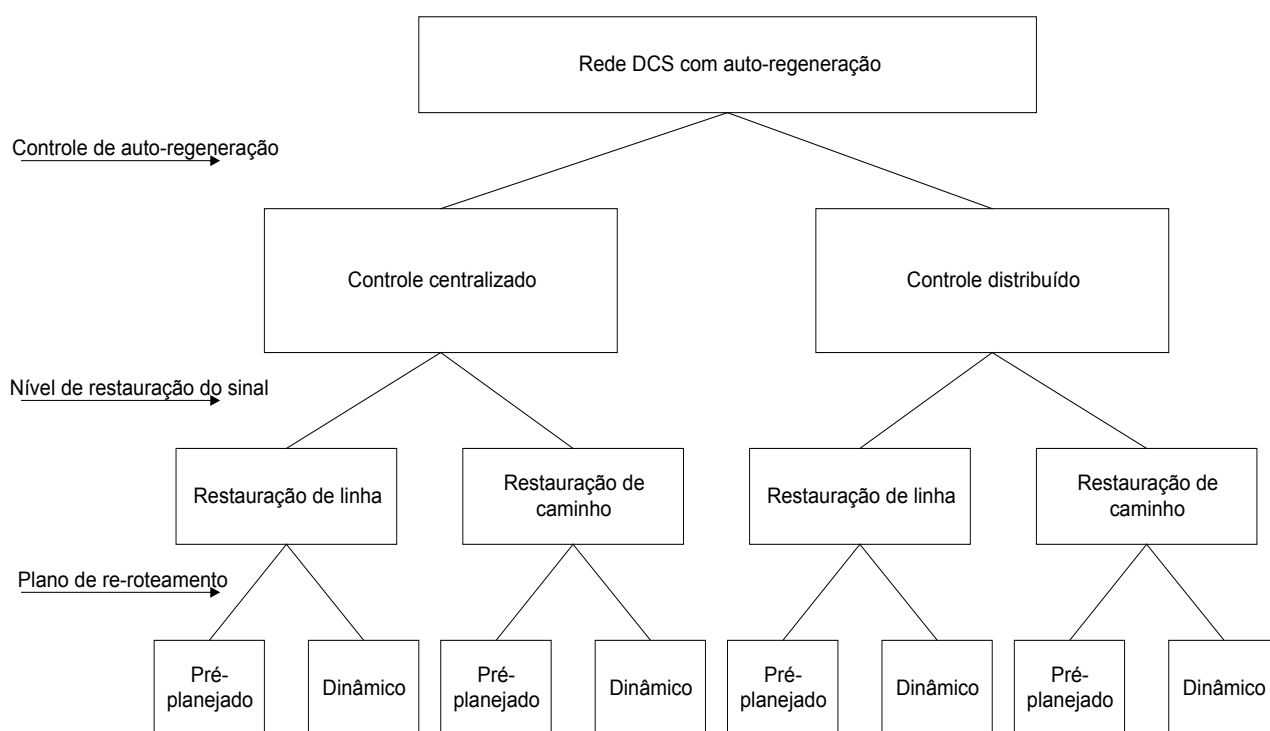 Rede DCS com auto-regeneração
Controle de auto-regeneração
Controle centralizado
Controle distribuído
Nível de restauração do sinal
Restauração de linha
Restauração de
caminho
Restauração de linha
Restauração de
caminho
Plano de re-roteamento
Pré-
planejado
Dinâmico
Pré-
planejado
Dinâmico
Pré-
planejado
Dinâmico
Pré-
planejado
Dinâmico